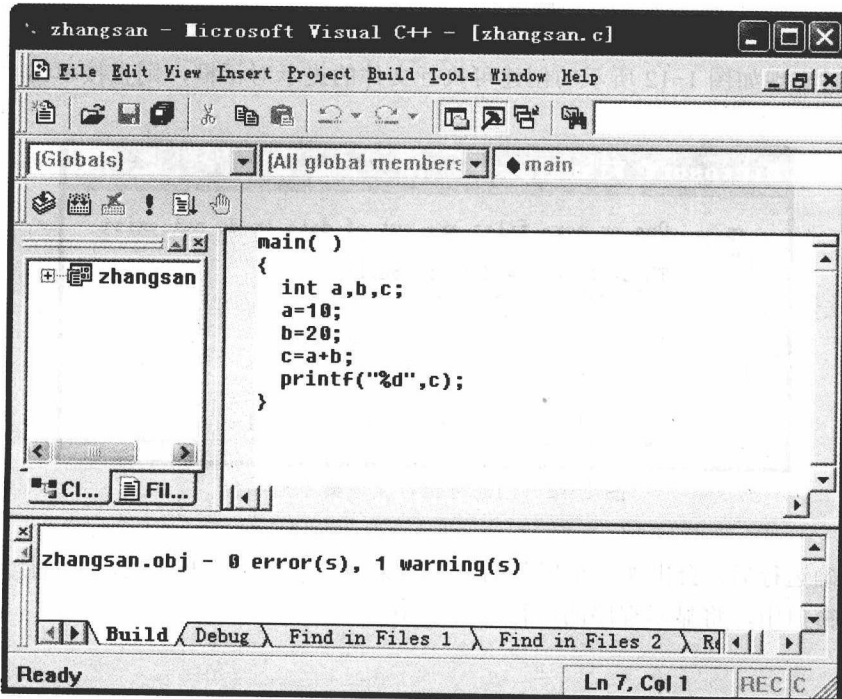 zhangsan - Microsoft Visual C++ - [zhangsan.c]
File Edit View Insert Project Build Tools Window Help
(Globals) (All global members main
zhangsan
main( )
{
int a,b,c;
a=10;
b=20;
c=a+b;
printf("%d",c);
}
Cl... Fil...
zhangsan.obj - 0 error(s), 1 warning(s)
Build Debug Find in Files 1 Find in Files 2
Ready Ln 7, Col 1 REC C